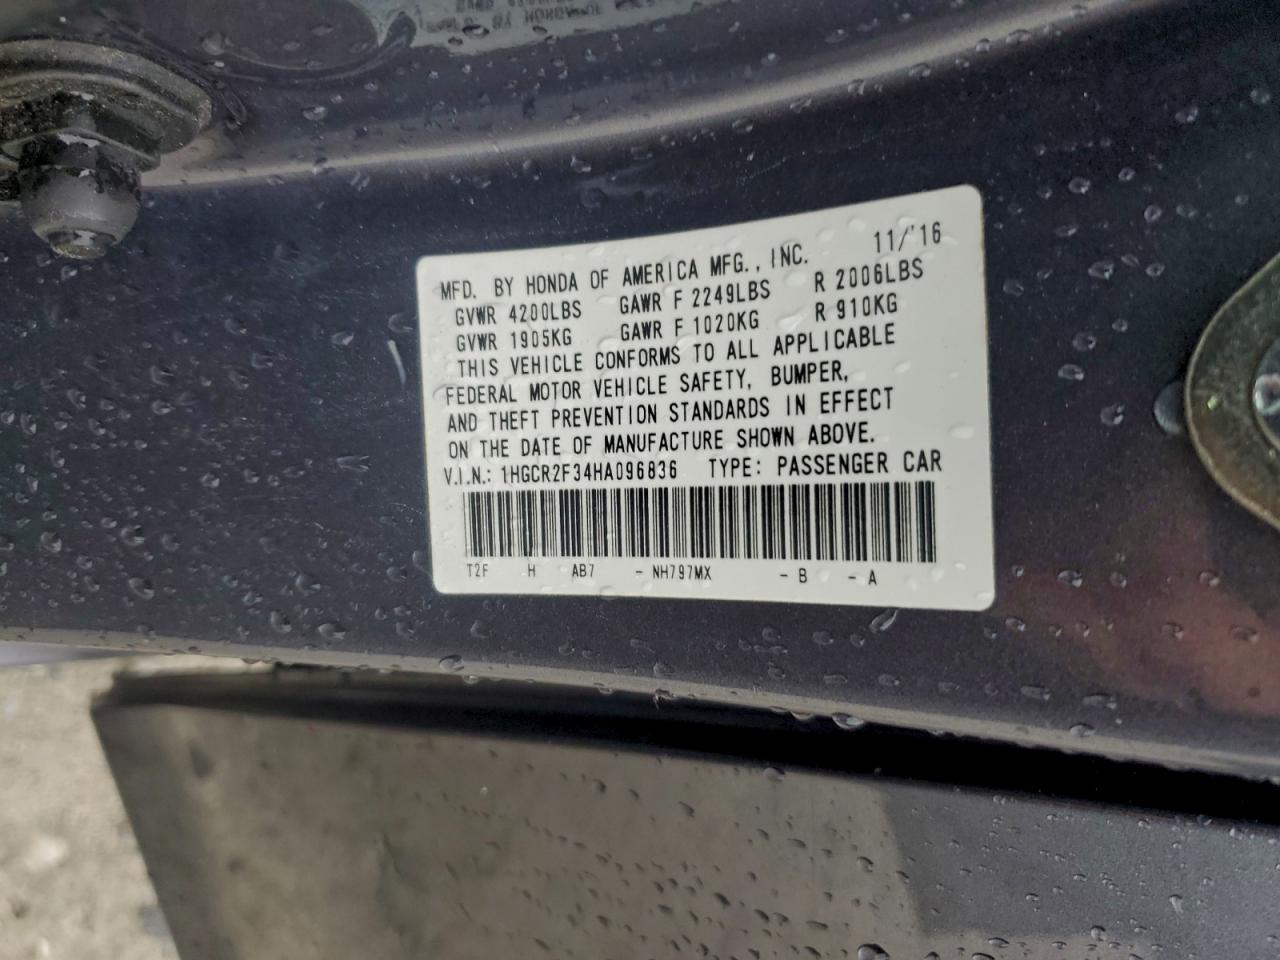 11/'16
MFD. BY HONDA OF AMERICA MFG., INC.
GVWR 4200LBS GAWR F 2249LBS R 2006LBS
GVWR 1905KG GAWR F 1020KG R 910KG
THIS VEHICLE CONFORMS TO ALL APPLICABLE
FEDERAL MOTOR VEHICLE SAFETY, BUMPER,
AND THEFT PREVENTION STANDARDS IN EFFECT
ON THE DATE OF MANUFACTURE SHOWN ABOVE.
V.I.N.: 1HGCR2F34HA096836 TYPE: PASSENGER CAR
T2F H AB7 - NH797MX - B - A